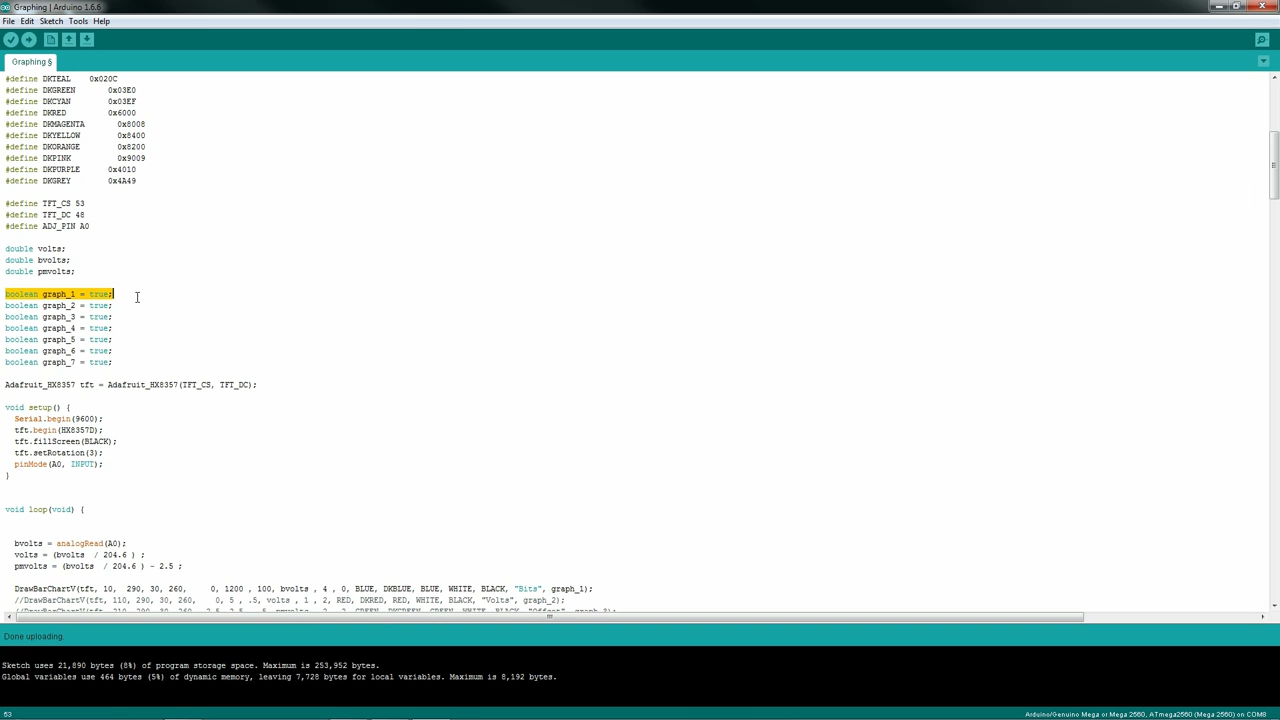 Graphing | Arduino 1.6.6
File Edit Sketch Tools Help
Graphing §
#define DKTEAL 0x020C
#define DKGREEN 0x03E0
#define DKCYAN 0x03EF
#define DKRED 0x6000
#define DKMAGENTA 0x8008
#define DKYELLOW 0x8400
#define DKORANGE 0x8200
#define DKPINK 0x9009
#define DKPURPLE 0x4010
#define DKGREY 0x4A49
#define TFT_CS 53
#define TFT_DC 48
#define ADJ_PIN A0
double volts;
double bvolts;
double pmvolts;
boolean graph_1 = true;
boolean graph_2 = true;
boolean graph_3 = true;
boolean graph_4 = true;
boolean graph_5 = true;
boolean graph_6 = true;
boolean graph_7 = true;
Adafruit_HX8357 tft = Adafruit_HX8357(TFT_CS, TFT_DC);
void setup() {
Serial.begin(9600);
tft.begin(HX8357D);
tft.fillScreen(BLACK);
tft.setRotation(3);
pinMode(A0, INPUT);
}
void loop(void) {
bvolts = analogRead(A0);
volts = (bvolts / 204.6 ) ;
pmvolts = (bvolts / 204.6 ) - 2.5 ;
DrawBarChartV(tft, 10, 290, 30, 260, 0, 1200 , 100, bvolts , 4 , 0, BLUE, DKBLUE, BLUE, WHITE, BLACK, "Bits", graph_1);
//DrawBarChartV(tft, 110, 290, 30, 260, 0, 5 , .5, volts , 1 , 2, RED, DKRED, RED, WHITE, BLACK, "Volts", graph_2);
Done uploading.
Sketch uses 21,890 bytes (8%) of program storage space. Maximum is 253,952 bytes.
Global variables use 464 bytes (5%) of dynamic memory, leaving 7,728 bytes for local variables. Maximum is 8,192 bytes.
53 Arduino/Genuino Mega or Mega 2560, ATmega2560 (Mega 2560) on COM8